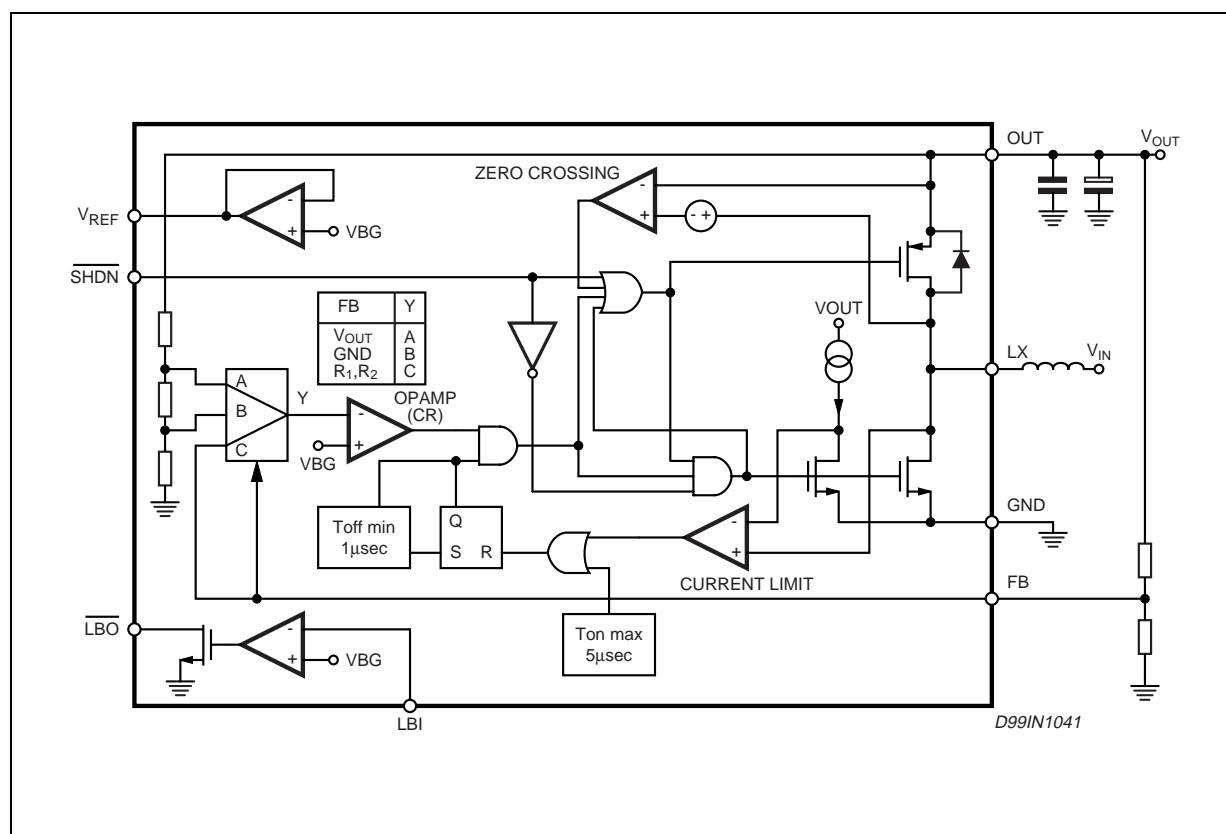 OUT
VOUT
ZERO CROSSING
-
+
- +
VREF
-
+
VBG
SHDN
FB Y
VOUT A
GND B
R1,R2 C
VOUT
LX
VIN
A
B
C
Y
OPAMP
(CR)
-
+
VBG
Toff min
1µsec
Q
S R
-
+
CURRENT LIMIT
GND
FB
Ton max
5µsec
LBO
-
+
VBG
LBI
D99IN1041